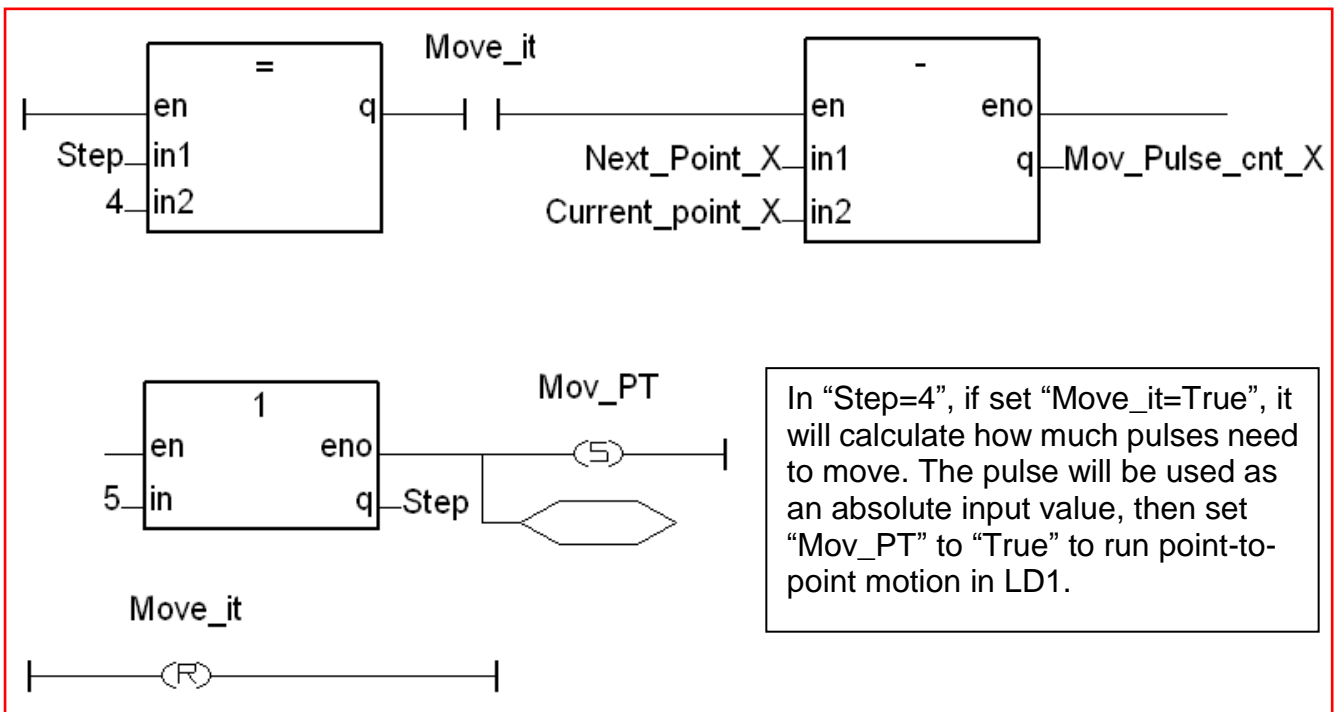 Move_it
= -
en q en eno
Step in1 Next_Point_X in1 q Mov_Pulse_cnt_X
4 in2 Current_point_X in2
1 Mov_PT
en eno (S)
5 in q Step
In “Step=4”, if set “Move_it=True”, it
will calculate how much pulses need
to move. The pulse will be used as
an absolute input value, then set
“Mov_PT” to “True” to run point-to-
point motion in LD1.
Move_it
(R)